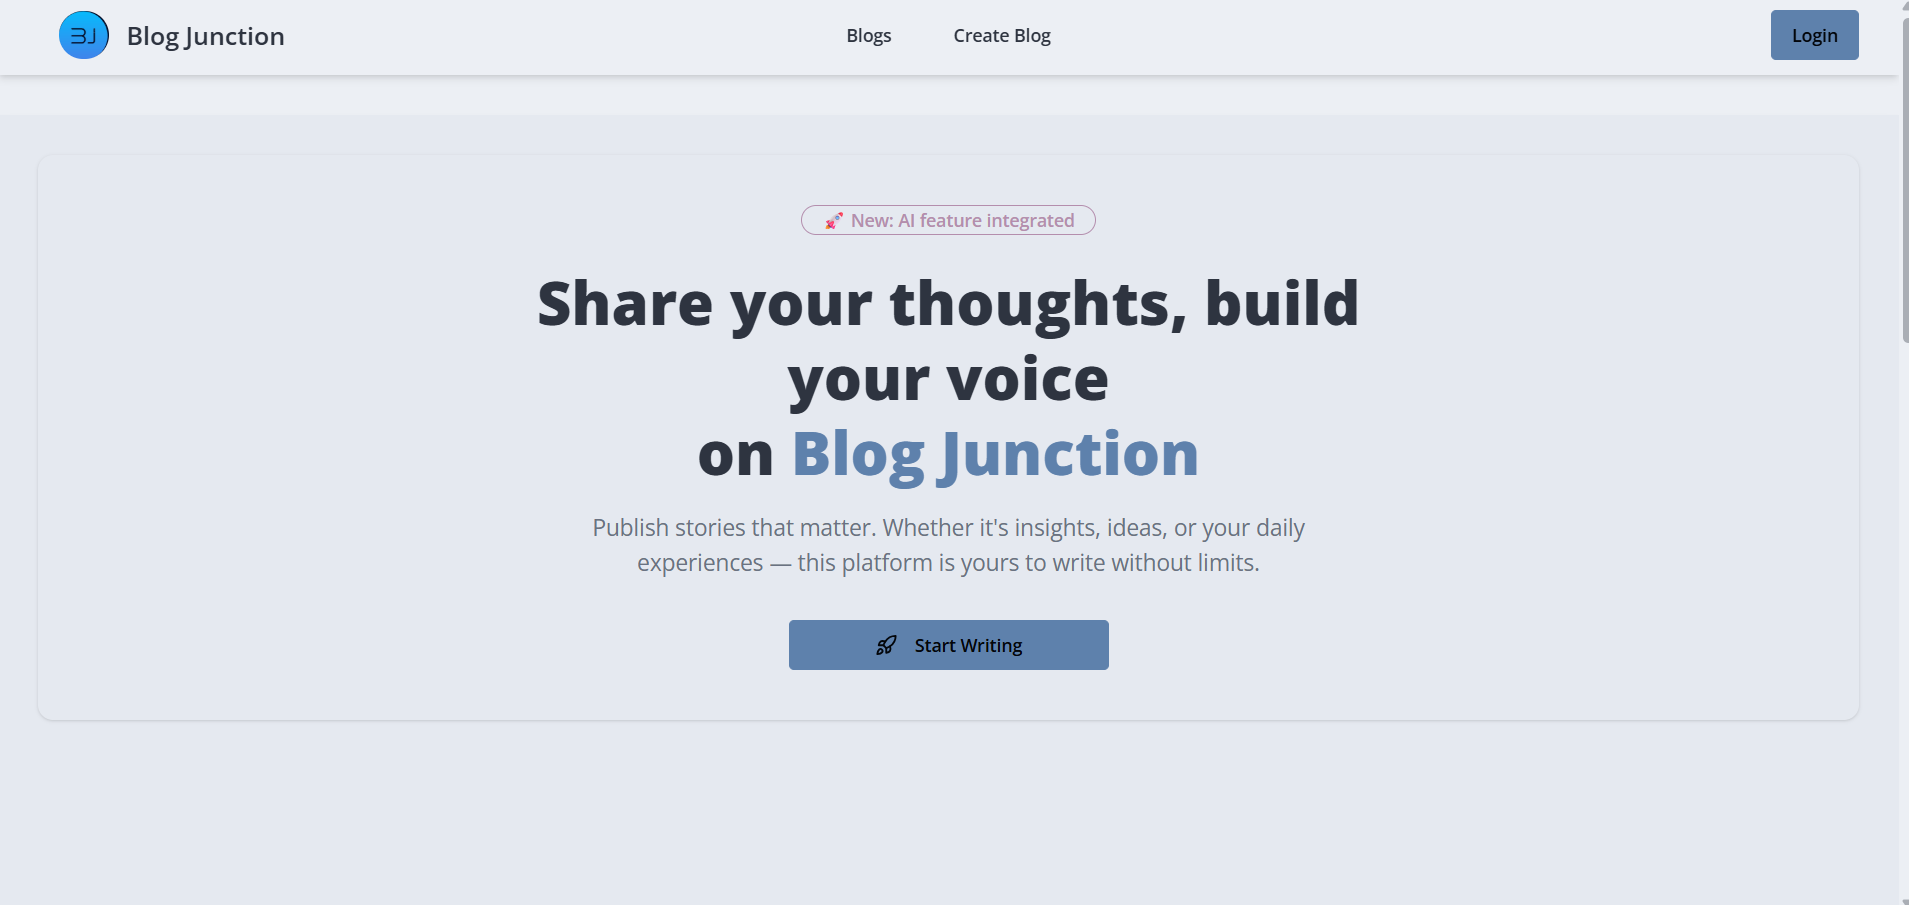 BJ Blog Junction
Blogs
Create Blog
Login
🚀 New: AI feature integrated
Share your thoughts, build
your voice
on Blog Junction
Publish stories that matter. Whether it's insights, ideas, or your daily
experiences — this platform is yours to write without limits.
Start Writing